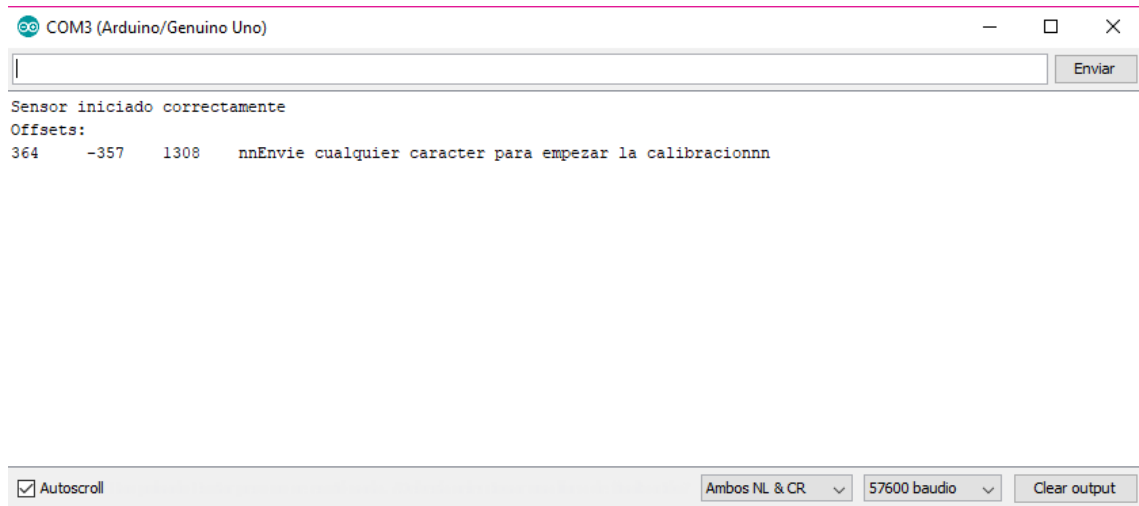 COM3 (Arduino/Genuino Uno)
Enviar
Sensor iniciado correctamente
Offsets:
364 -357 1308 nnEnvie cualquier caracter para empezar la calibracionnn
Autoscroll Ambos NL & CR 57600 baudio Clear output